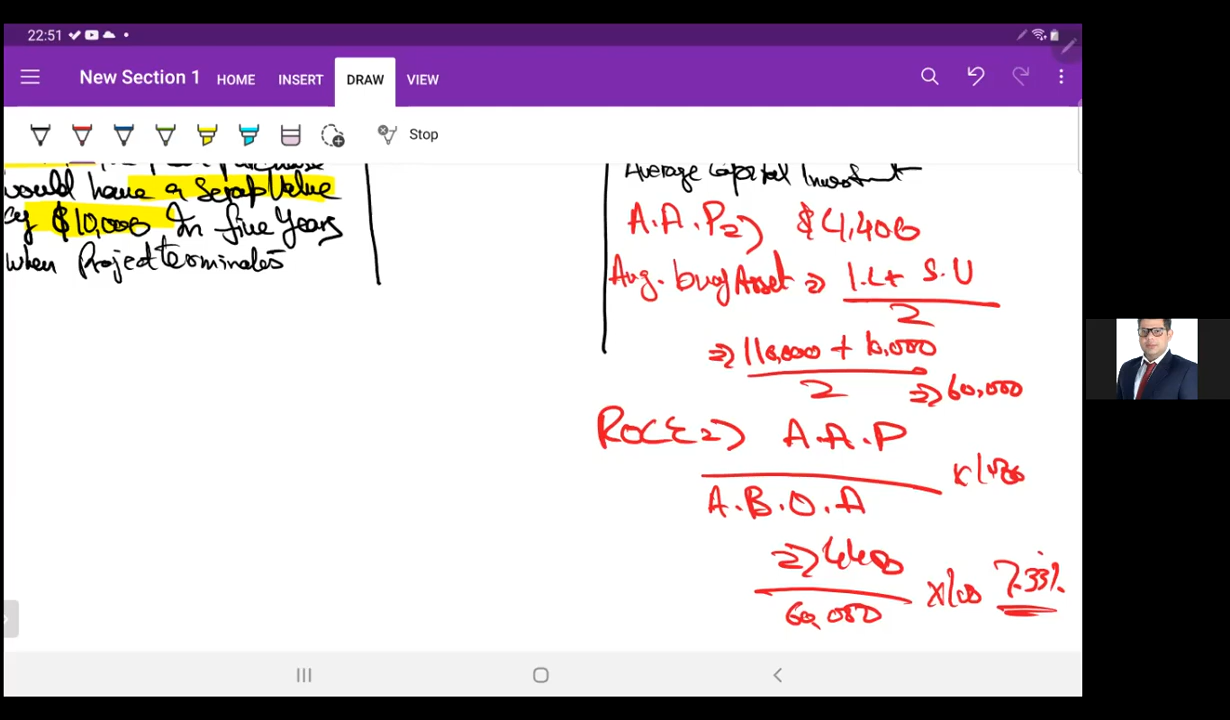 22:51
New Section 1 HOME INSERT DRAW VIEW
Stop
would have a Scrap Value
of $10,000 In five Years
when Project terminates
Average Capital Investment
A.A.P => $4,400
Avg. book of Asset => I.C + S.V
2
=> 110,000 + 10,000
2 => 60,000
ROCE => A.A.P
x100
A.B.O.A
=> 4400
60,000 x100 7.33%